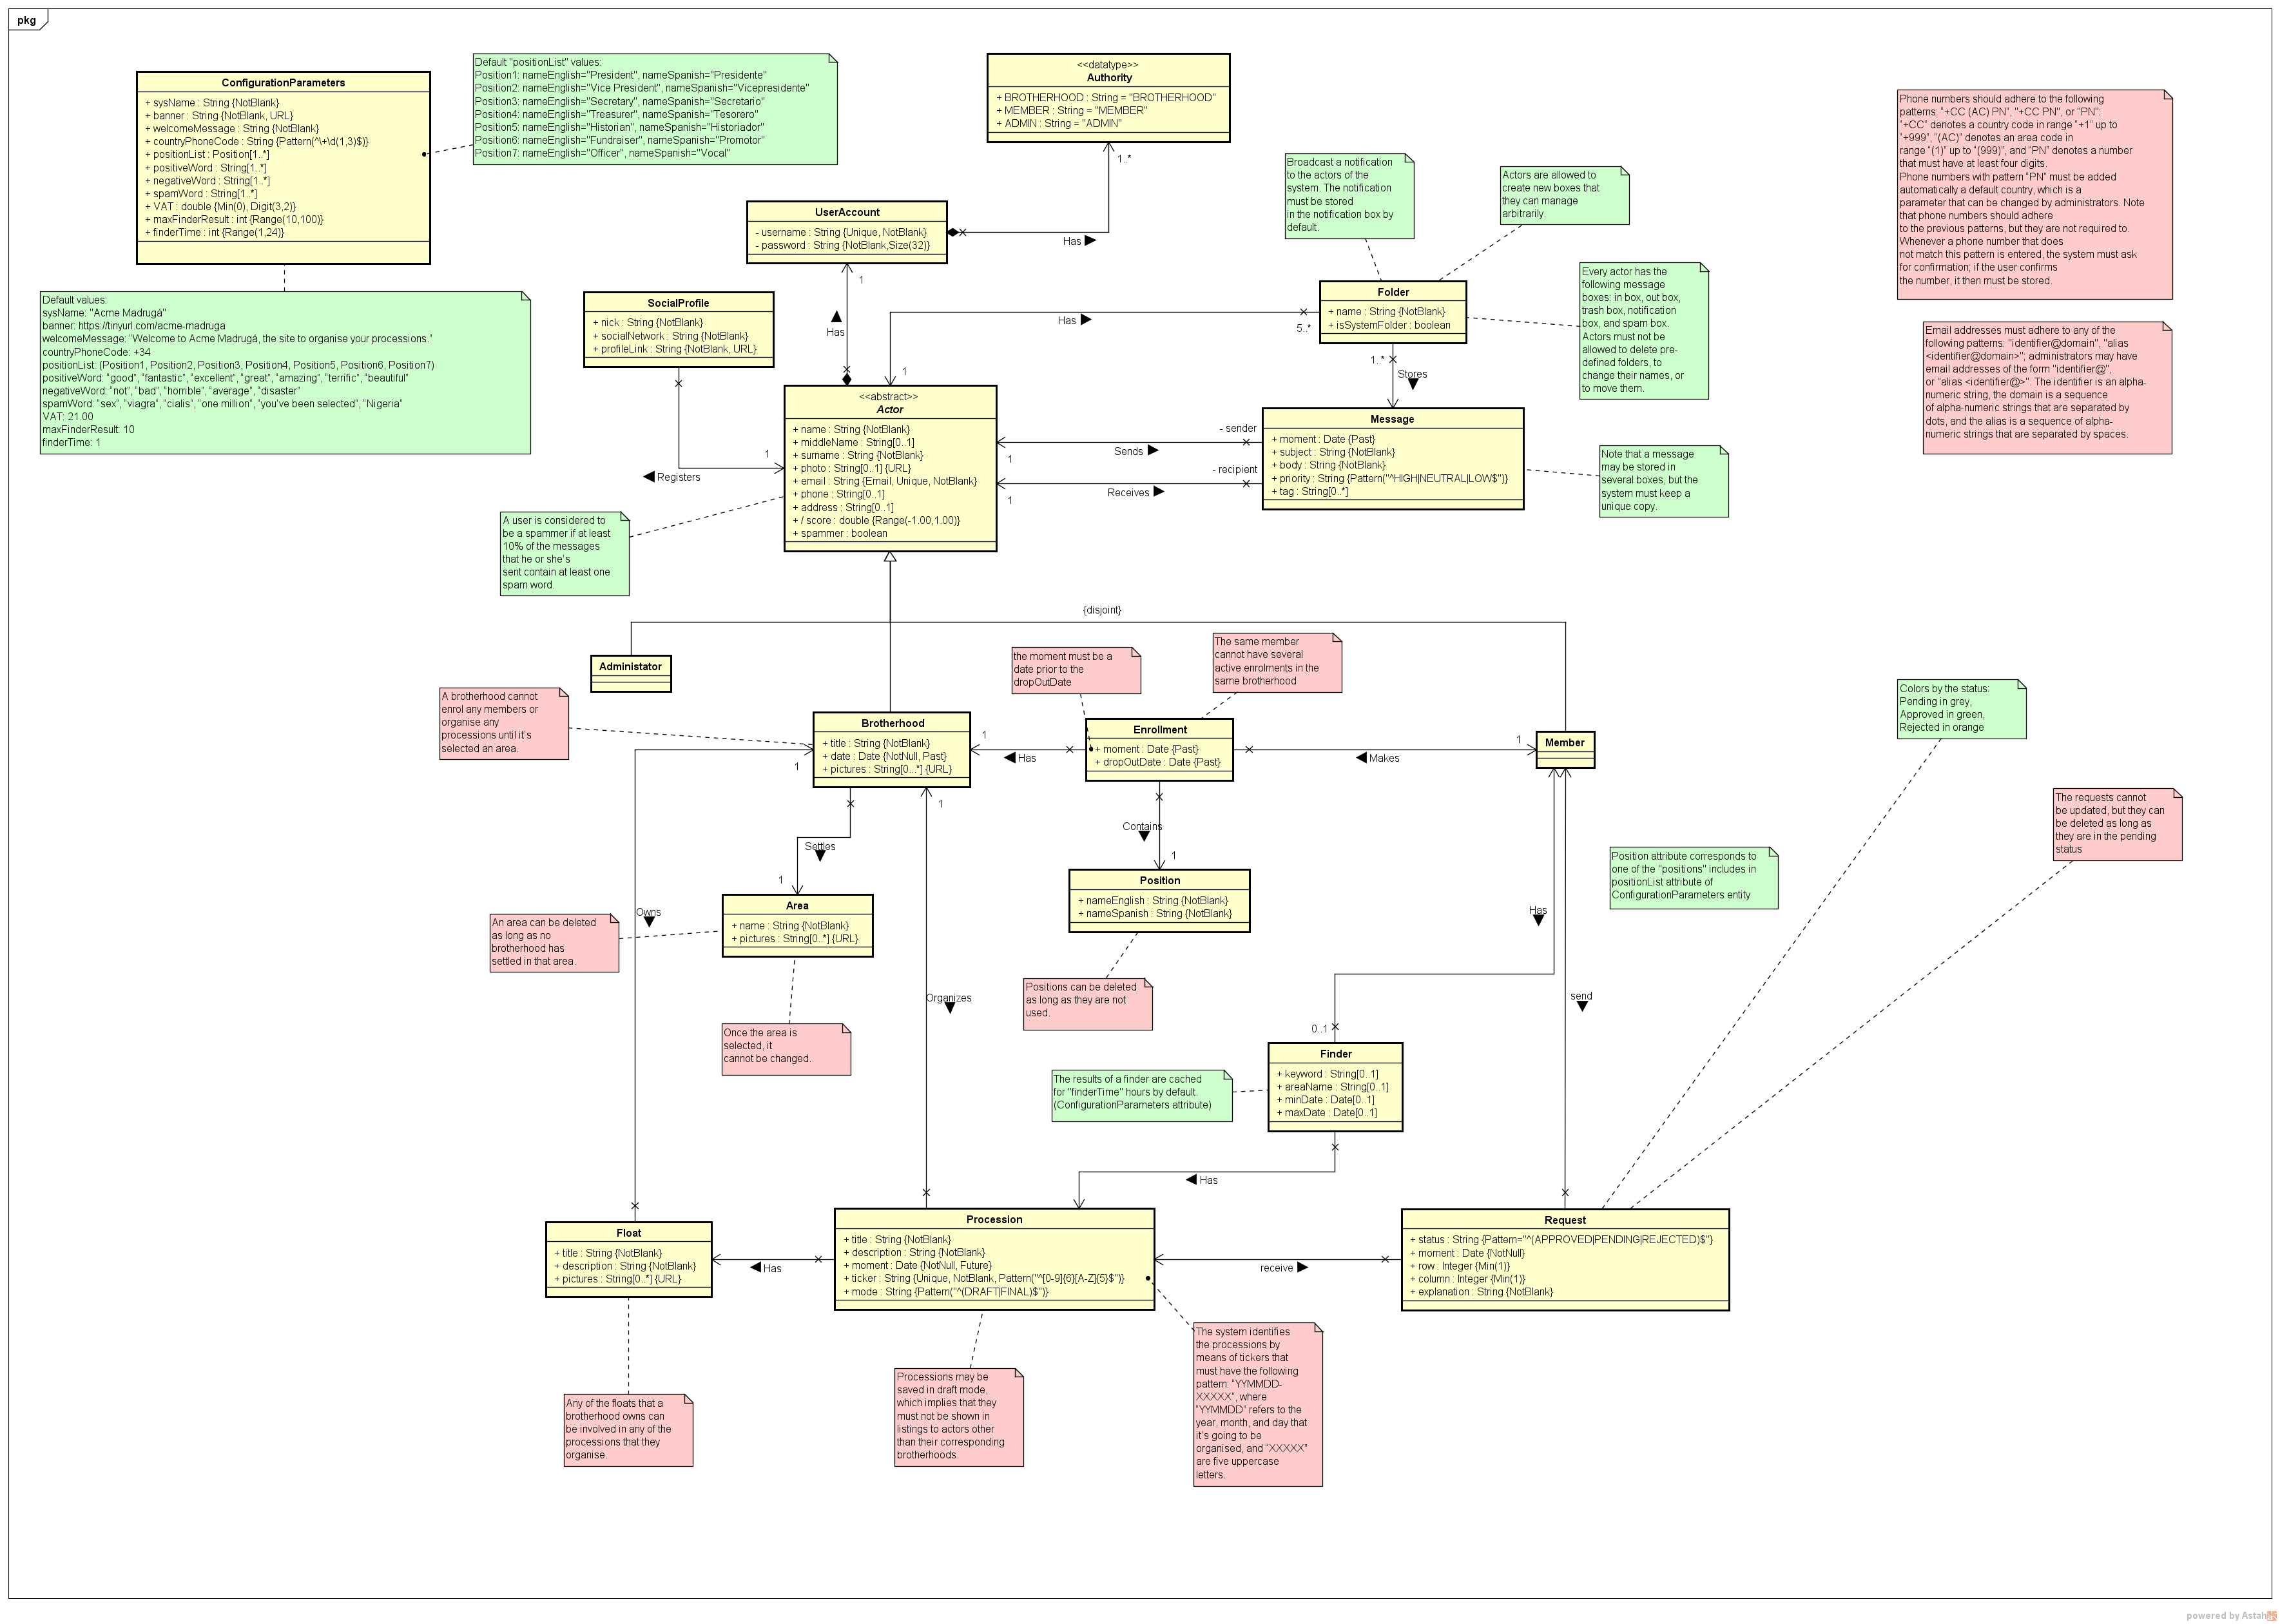 pkg
ConfigurationParameters
+ sysName : String {NotBlank}
+ banner : String {NotBlank, URL}
+ welcomeMessage : String {NotBlank}
+ countryPhoneCode : String {Pattern(^\+\d(1,3)$)}
+ positionList : Position[1..*]
+ positiveWord : String[1..*]
+ negativeWord : String[1..*]
+ spamWord : String[1..*]
+ VAT : double {Min(0), Digit(3,2)}
+ maxFinderResult : int {Range(10,100)}
+ finderTime : int {Range(1,24)}
Default "positionList" values:
Position1: nameEnglish="President", nameSpanish="Presidente"
Position2: nameEnglish="Vice President", nameSpanish="Vicepresidente"
Position3: nameEnglish="Secretary", nameSpanish="Secretario"
Position4: nameEnglish="Treasurer", nameSpanish="Tesorero"
Position5: nameEnglish="Historian", nameSpanish="Historiador"
Position6: nameEnglish="Fundraiser", nameSpanish="Promotor"
Position7: nameEnglish="Officer", nameSpanish="Vocal"
<<datatype>>
Authority
+ BROTHERHOOD : String = "BROTHERHOOD"
+ MEMBER : String = "MEMBER"
+ ADMIN : String = "ADMIN"
1..*
Has
UserAccount
- username : String {Unique, NotBlank}
- password : String {NotBlank,Size(32)}
1
Has
Broadcast a notification
to the actors of the
system. The notification
must be stored
in the notification box by
default.
Actors are allowed to
create new boxes that
they can manage
arbitrarily.
Phone numbers should adhere to the following
patterns: "+CC (AC) PN", "+CC PN", or "PN":
"+CC" denotes a country code in range "+1" up to
"+999", "(AC)" denotes an area code in
range "(1)" up to "(999)", and "PN" denotes a number
that must have at least four digits.
Phone numbers with pattern "PN" must be added
automatically a default country, which is a
parameter that can be changed by administrators. Note
that phone numbers should adhere
to the previous patterns, but they are not required to.
Whenever a phone number that does
not match this pattern is entered, the system must ask
for confirmation; if the user confirms
the number, it then must be stored.
Default values:
sysName: "Acme Madrugá"
banner: https://tinyurl.com/acme-madruga
welcomeMessage: "Welcome to Acme Madrugá, the site to organise your processions."
countryPhoneCode: +34
positionList: (Position1, Position2, Position3, Position4, Position5, Position6, Position7)
positiveWord: "good", "fantastic", "excellent", "great", "amazing", "terrific", "beautiful"
negativeWord: "not", "bad", "horrible", "average", "disaster"
spamWord: "sex", "viagra", "cialis", "one million", "you've been selected", "Nigeria"
VAT: 21.00
maxFinderResult: 10
finderTime: 1
SocialProfile
+ nick : String {NotBlank}
+ socialNetwork : String {NotBlank}
+ profileLink : String {NotBlank, URL}
1
Registers
Folder
+ name : String {NotBlank}
+ isSystemFolder : boolean
Has
5..*
1
1..*
Stores
Every actor has the
following message
boxes: in box, out box,
trash box, notification
box, and spam box.
Actors must not be
allowed to delete pre-
defined folders, to
change their names, or
to move them.
Email addresses must adhere to any of the
following patterns: "identifier@domain", "alias
<identifier@domain>"; administrators may have
email addresses of the form "identifier@",
or "alias <identifier@>". The identifier is an alpha-
numeric string, the domain is a sequence
of alpha-numeric strings that are separated by
dots, and the alias is a sequence of alpha-
numeric strings that are separated by spaces.
<<abstract>>
Actor
+ name : String {NotBlank}
+ middleName : String[0..1]
+ surname : String {NotBlank}
+ photo : String[0..1] {URL}
+ email : String {Email, Unique, NotBlank}
+ phone : String[0..1]
+ address : String[0..1]
+ / score : double {Range(-1.00,1.00)}
+ spammer : boolean
- sender
1
Sends
- recipient
1
Receives
Message
+ moment : Date {Past}
+ subject : String {NotBlank}
+ body : String {NotBlank}
+ priority : String {Pattern("^HIGH|NEUTRAL|LOW$")}
+ tag : String[0..*]
Note that a message
may be stored in
several boxes, but the
system must keep a
unique copy.
A user is considered to
be a spammer if at least
10% of the messages
that he or she's
sent contain at least one
spam word.
{disjoint}
Administator
A brotherhood cannot
enrol any members or
organise any
processions until it's
selected an area.
the moment must be a
date prior to the
dropOutDate
The same member
cannot have several
active enrolments in the
same brotherhood
Brotherhood
+ title : String {NotBlank}
+ date : Date {NotNull, Past}
+ pictures : String[0...*] {URL}
1
1
Has
Enrollment
+ moment : Date {Past}
+ dropOutDate : Date {Past}
1
Makes
Member
Colors by the status:
Pending in grey,
Approved in green,
Rejected in orange
The requests cannot
be updated, but they can
be deleted as long as
they are in the pending
status
1
Settles
1
Contains
1
Area
+ name : String {NotBlank}
+ pictures : String[0..*] {URL}
Position
+ nameEnglish : String {NotBlank}
+ nameSpanish : String {NotBlank}
Position attribute corresponds to
one of the "positions" includes in
positionList attribute of
ConfigurationParameters entity
Owns
An area can be deleted
as long as no
brotherhood has
settled in that area.
Has
Organizes
send
Positions can be deleted
as long as they are not
used.
Once the area is
selected, it
cannot be changed.
0..1
Finder
+ keyword : String[0..1]
+ areaName : String[0..1]
+ minDate : Date[0..1]
+ maxDate : Date[0..1]
The results of a finder are cached
for "finderTime" hours by default.
(ConfigurationParameters attribute)
Has
Float
+ title : String {NotBlank}
+ description : String {NotBlank}
+ pictures : String[0..*] {URL}
Has
Procession
+ title : String {NotBlank}
+ description : String {NotBlank}
+ moment : Date {NotNull, Future}
+ ticker : String {Unique, NotBlank, Pattern("^[0-9]{6}[A-Z]{5}$")}
+ mode : String {Pattern("^(DRAFT|FINAL)$")}
receive
Request
+ status : String {Pattern="^(APPROVED|PENDING|REJECTED)$"}
+ moment : Date {NotNull}
+ row : Integer {Min(1)}
+ column : Integer {Min(1)}
+ explanation : String {NotBlank}
Any of the floats that a
brotherhood owns can
be involved in any of the
processions that they
organise.
Processions may be
saved in draft mode,
which implies that they
must not be shown in
listings to actors other
than their corresponding
brotherhoods.
The system identifies
the processions by
means of tickers that
must have the following
pattern: "YYMMDD-
XXXXX", where
"YYMMDD" refers to the
year, month, and day that
it's going to be
organised, and "XXXXX"
are five uppercase
letters.
powered by Astah